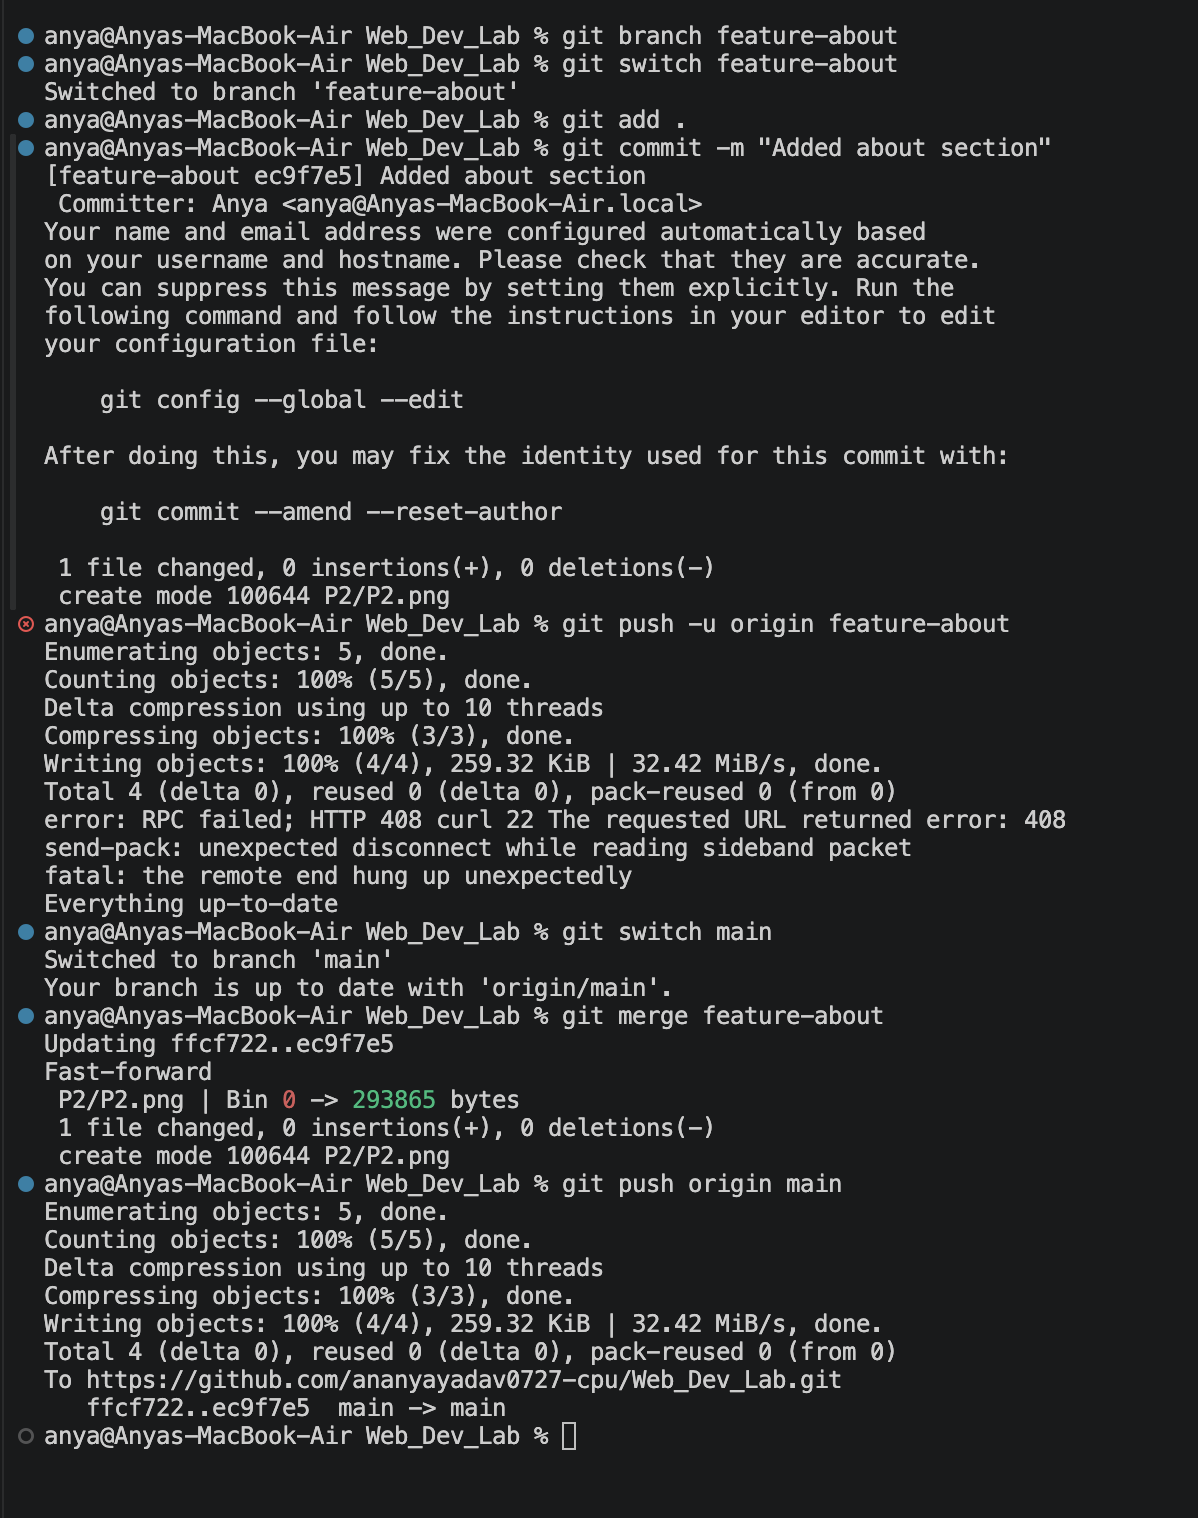 anya@Anyas-MacBook-Air Web_Dev_Lab % git branch feature-about
anya@Anyas-MacBook-Air Web_Dev_Lab % git switch feature-about
Switched to branch 'feature-about'
anya@Anyas-MacBook-Air Web_Dev_Lab % git add .
anya@Anyas-MacBook-Air Web_Dev_Lab % git commit -m "Added about section"
[feature-about ec9f7e5] Added about section
 Committer: Anya <anya@Anyas-MacBook-Air.local>
Your name and email address were configured automatically based
on your username and hostname. Please check that they are accurate.
You can suppress this message by setting them explicitly. Run the
following command and follow the instructions in your editor to edit
your configuration file:

    git config --global --edit

After doing this, you may fix the identity used for this commit with:

    git commit --amend --reset-author

 1 file changed, 0 insertions(+), 0 deletions(-)
 create mode 100644 P2/P2.png
anya@Anyas-MacBook-Air Web_Dev_Lab % git push -u origin feature-about
Enumerating objects: 5, done.
Counting objects: 100% (5/5), done.
Delta compression using up to 10 threads
Compressing objects: 100% (3/3), done.
Writing objects: 100% (4/4), 259.32 KiB | 32.42 MiB/s, done.
Total 4 (delta 0), reused 0 (delta 0), pack-reused 0 (from 0)
error: RPC failed; HTTP 408 curl 22 The requested URL returned error: 408
send-pack: unexpected disconnect while reading sideband packet
fatal: the remote end hung up unexpectedly
Everything up-to-date
anya@Anyas-MacBook-Air Web_Dev_Lab % git switch main
Switched to branch 'main'
Your branch is up to date with 'origin/main'.
anya@Anyas-MacBook-Air Web_Dev_Lab % git merge feature-about
Updating ffcf722..ec9f7e5
Fast-forward
 P2/P2.png | Bin 0 -> 293865 bytes
 1 file changed, 0 insertions(+), 0 deletions(-)
 create mode 100644 P2/P2.png
anya@Anyas-MacBook-Air Web_Dev_Lab % git push origin main
Enumerating objects: 5, done.
Counting objects: 100% (5/5), done.
Delta compression using up to 10 threads
Compressing objects: 100% (3/3), done.
Writing objects: 100% (4/4), 259.32 KiB | 32.42 MiB/s, done.
Total 4 (delta 0), reused 0 (delta 0), pack-reused 0 (from 0)
To https://github.com/ananyayadav0727-cpu/Web_Dev_Lab.git
   ffcf722..ec9f7e5  main -> main
anya@Anyas-MacBook-Air Web_Dev_Lab %